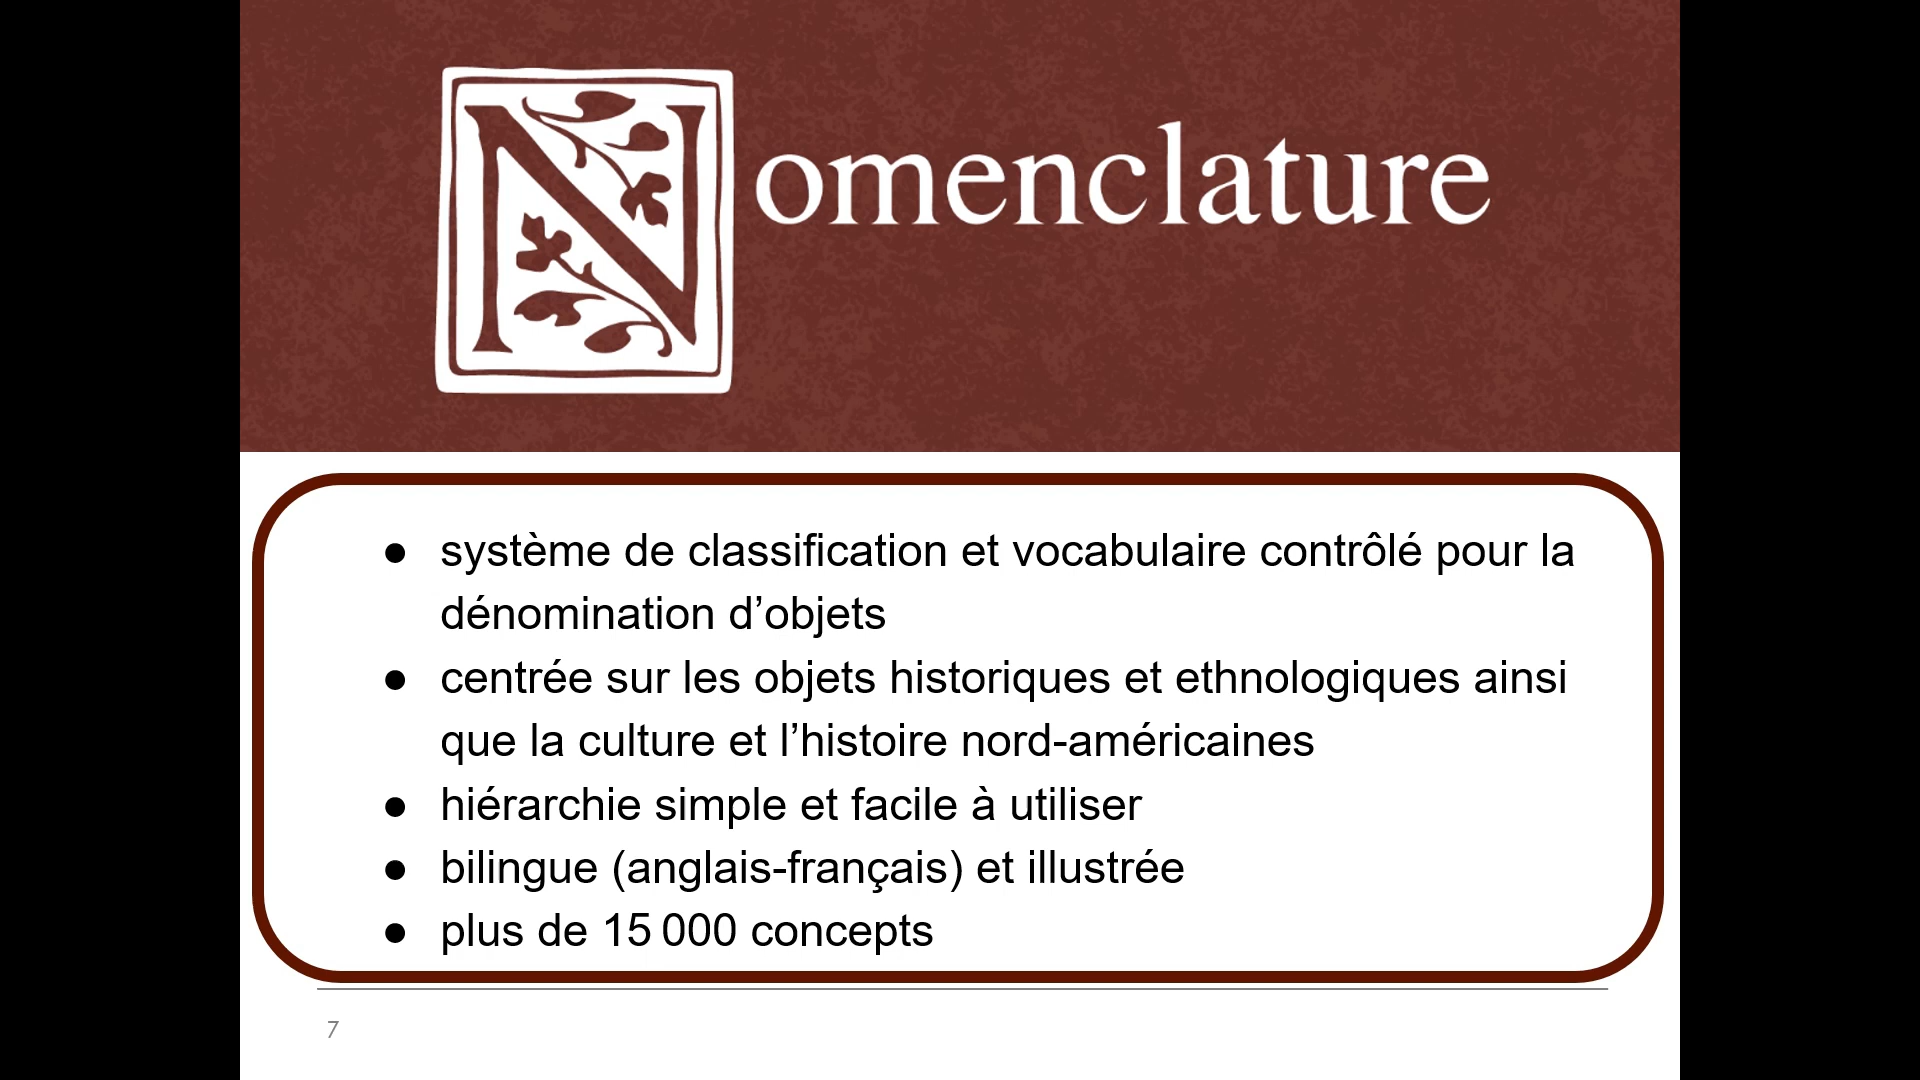 Nomenclature
● système de classification et vocabulaire contrôlé pour la
dénomination d’objets
● centrée sur les objets historiques et ethnologiques ainsi
que la culture et l’histoire nord-américaines
● hiérarchie simple et facile à utiliser
● bilingue (anglais-français) et illustrée
● plus de 15 000 concepts
7